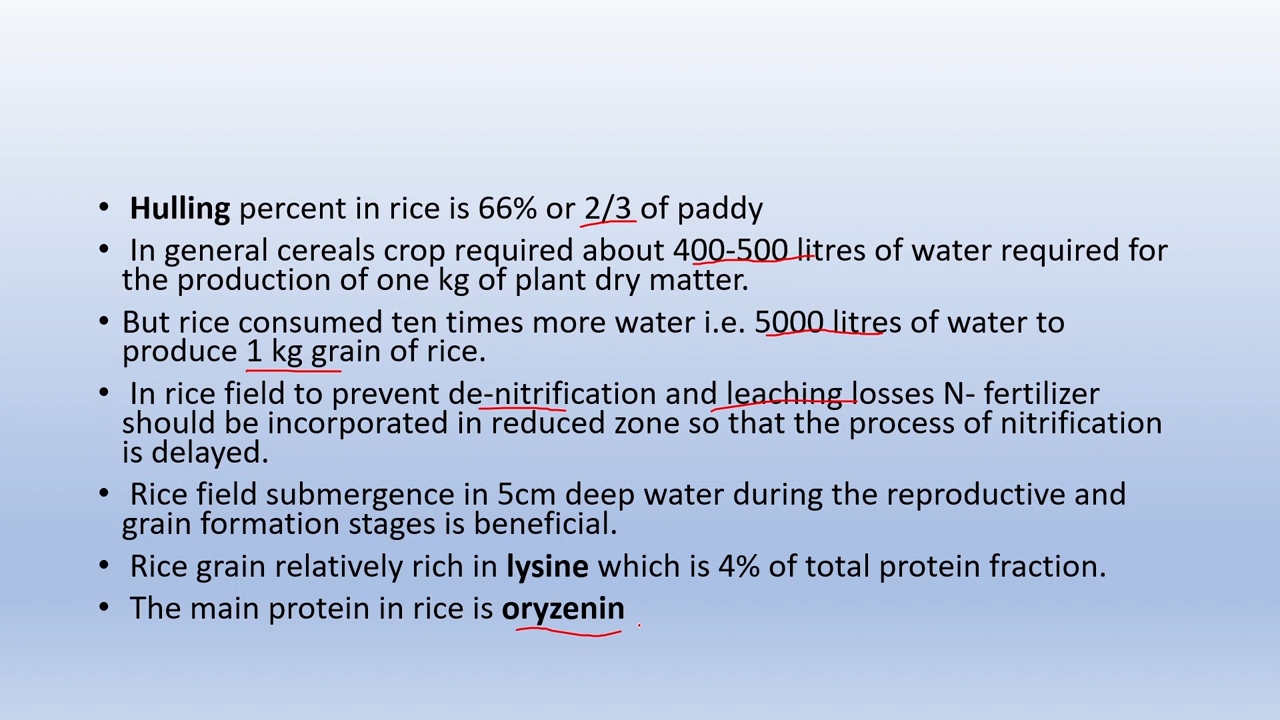 • Hulling percent in rice is 66% or 2/3 of paddy
• In general cereals crop required about 400-500 litres of water required for
the production of one kg of plant dry matter.
• But rice consumed ten times more water i.e. 5000 litres of water to
produce 1 kg grain of rice.
• In rice field to prevent de-nitrification and leaching losses N- fertilizer
should be incorporated in reduced zone so that the process of nitrification
is delayed.
• Rice field submergence in 5cm deep water during the reproductive and
grain formation stages is beneficial.
• Rice grain relatively rich in lysine which is 4% of total protein fraction.
• The main protein in rice is oryzenin